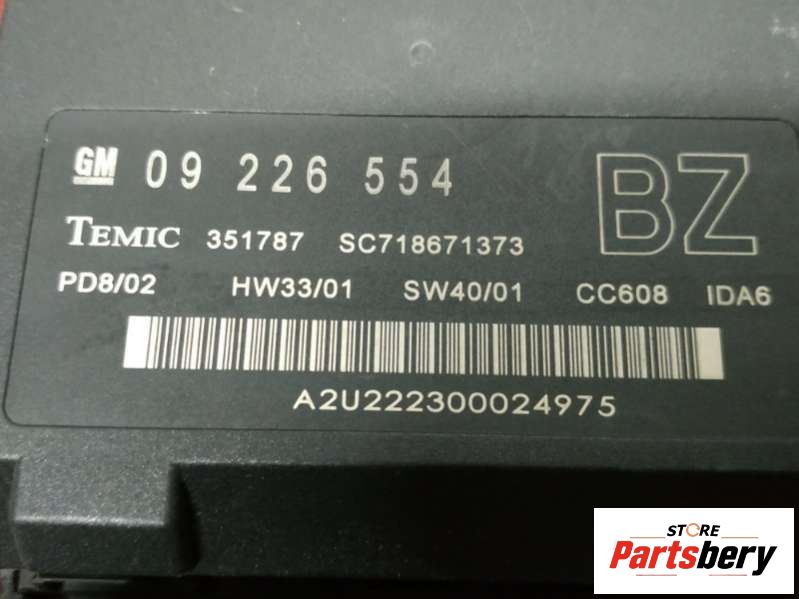 GM 09 226 554 BZ
TEMIC 351787 SC718671373
PD8/02 HW33/01 SW40/01 CC608 IDA6
A2U222300024975
STORE
Partsbery